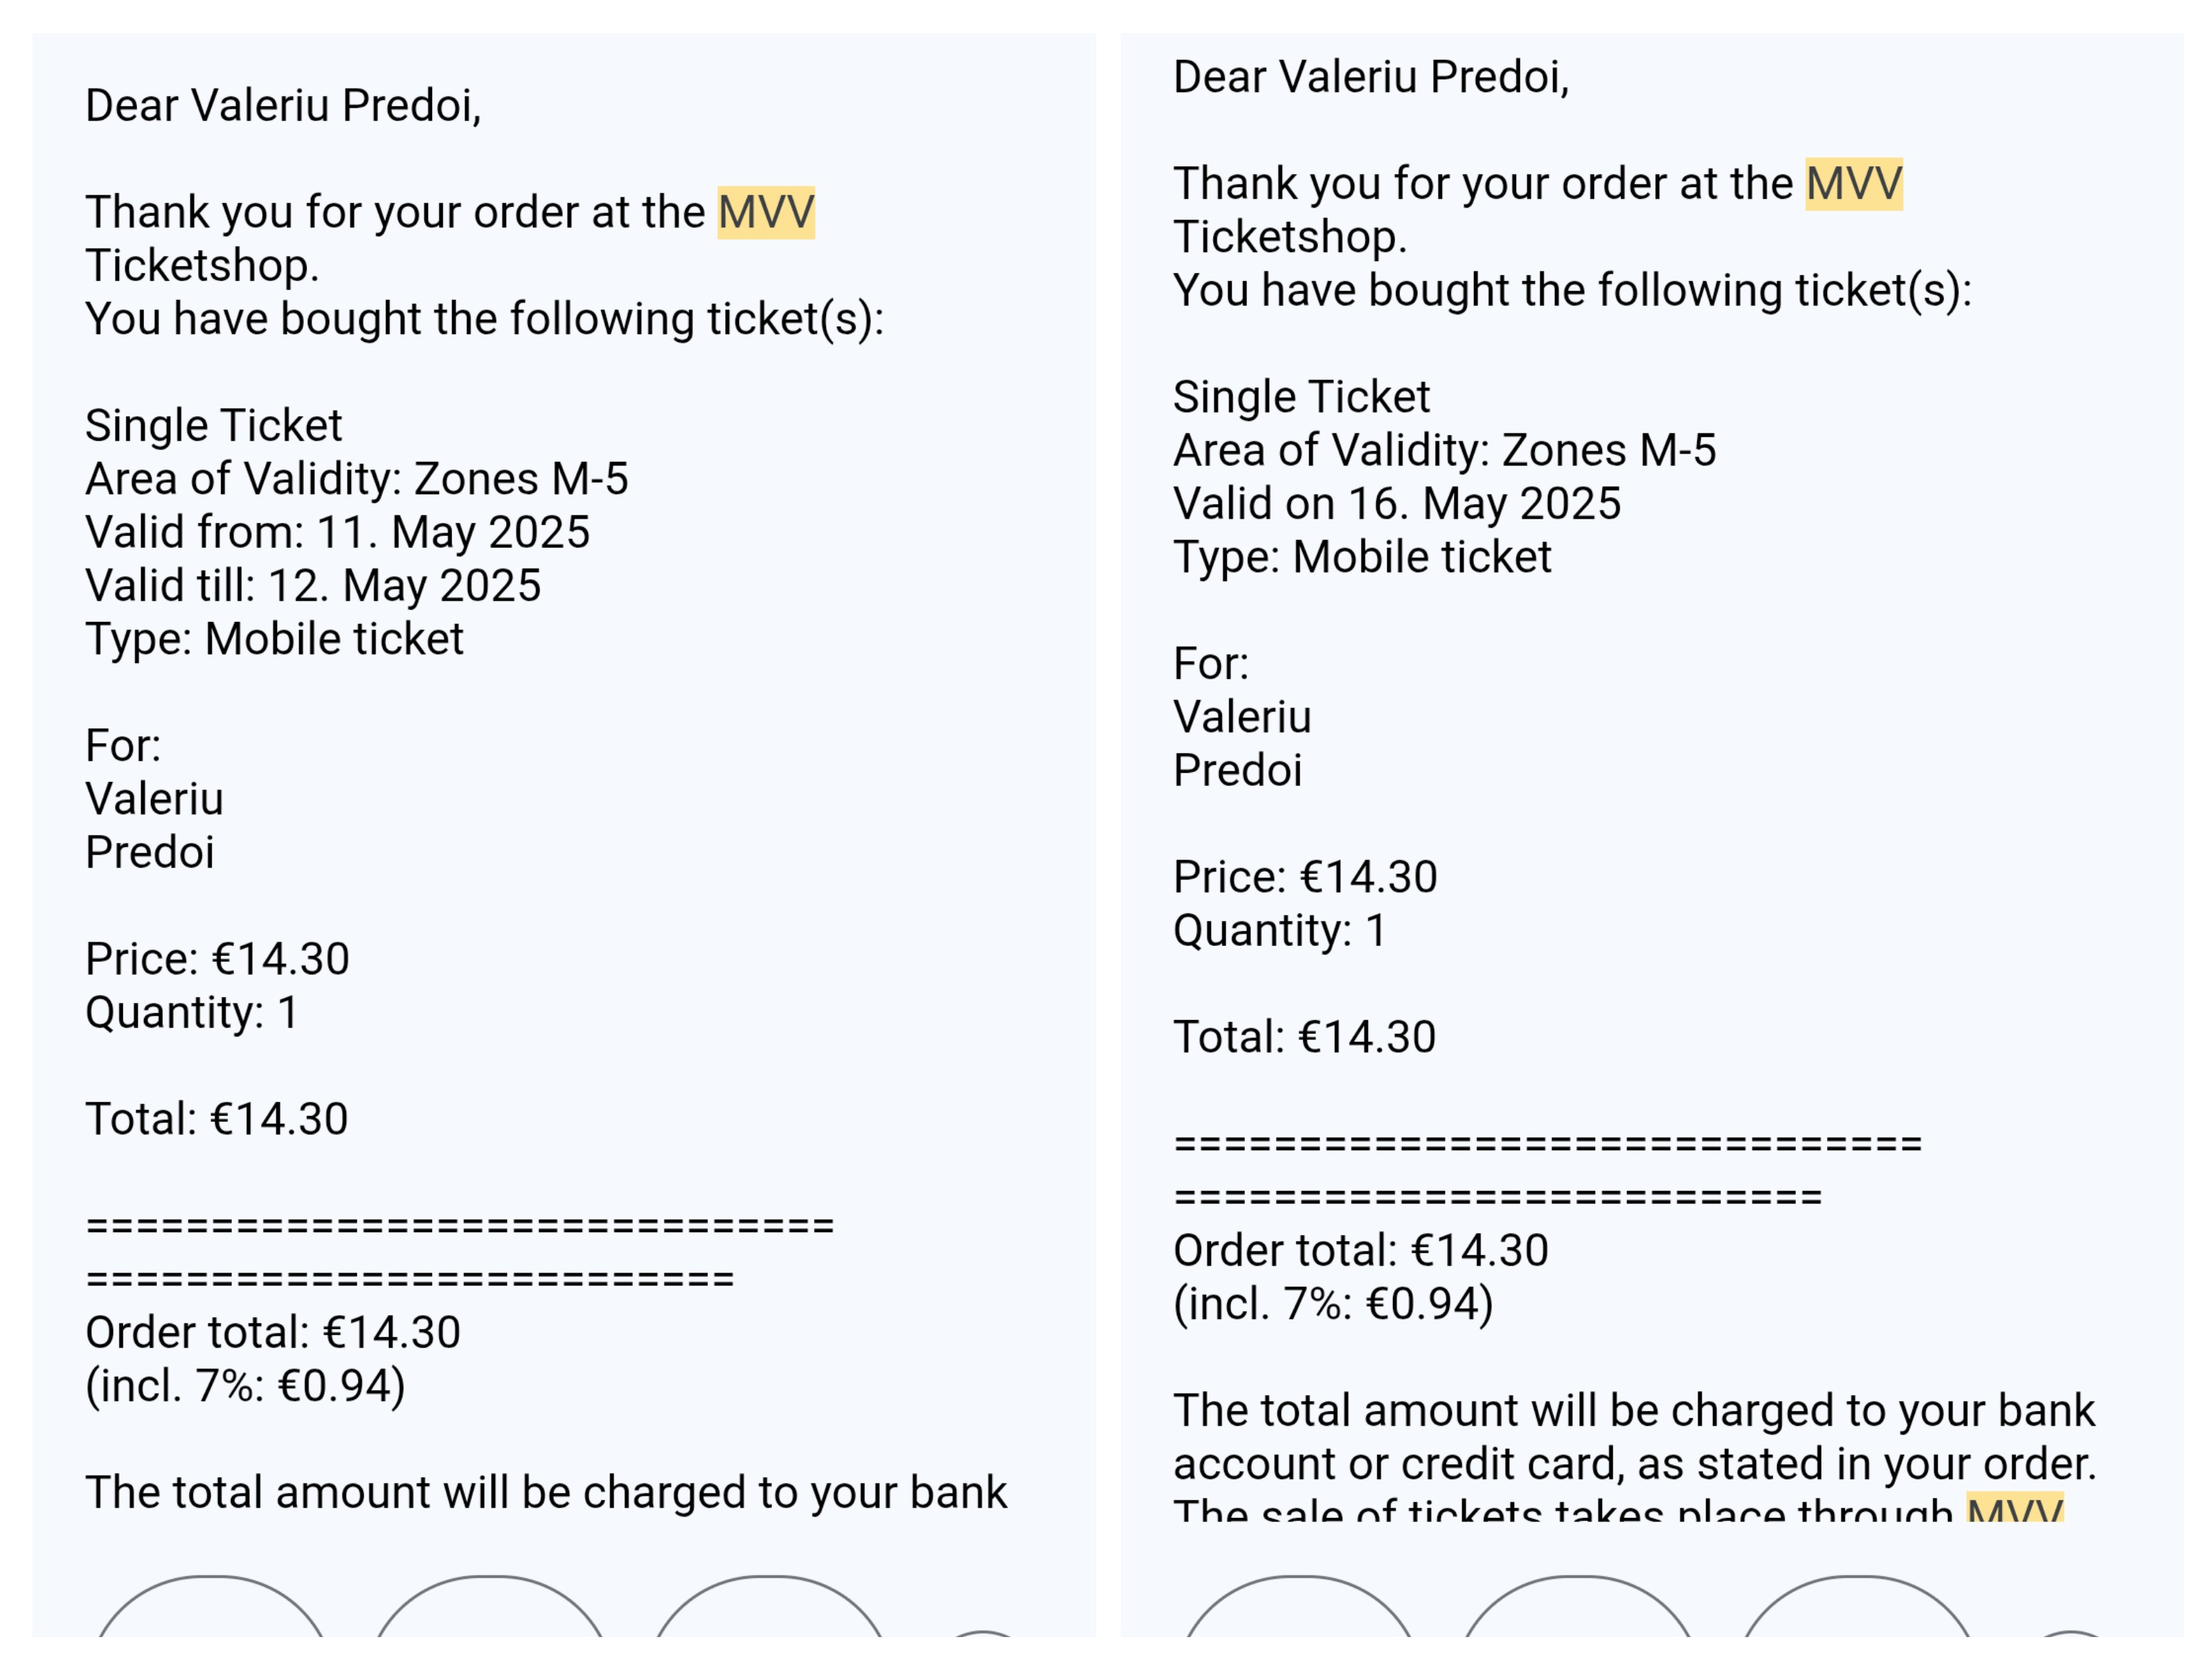 Dear Valeriu Predoi,
Thank you for your order at the MVV
Ticketshop.
You have bought the following ticket(s):
Single Ticket
Area of Validity: Zones M-5
Valid from: 11. May 2025
Valid till: 12. May 2025
Type: Mobile ticket
For:
Valeriu
Predoi
Price: €14.30
Quantity: 1
Total: €14.30
==============================
==========================
Order total: €14.30
(incl. 7%: €0.94)
The total amount will be charged to your bank
Dear Valeriu Predoi,
Thank you for your order at the MVV
Ticketshop.
You have bought the following ticket(s):
Single Ticket
Area of Validity: Zones M-5
Valid on 16. May 2025
Type: Mobile ticket
For:
Valeriu
Predoi
Price: €14.30
Quantity: 1
Total: €14.30
==============================
==========================
Order total: €14.30
(incl. 7%: €0.94)
The total amount will be charged to your bank
account or credit card, as stated in your order.
The sale of tickets takes place through MVV